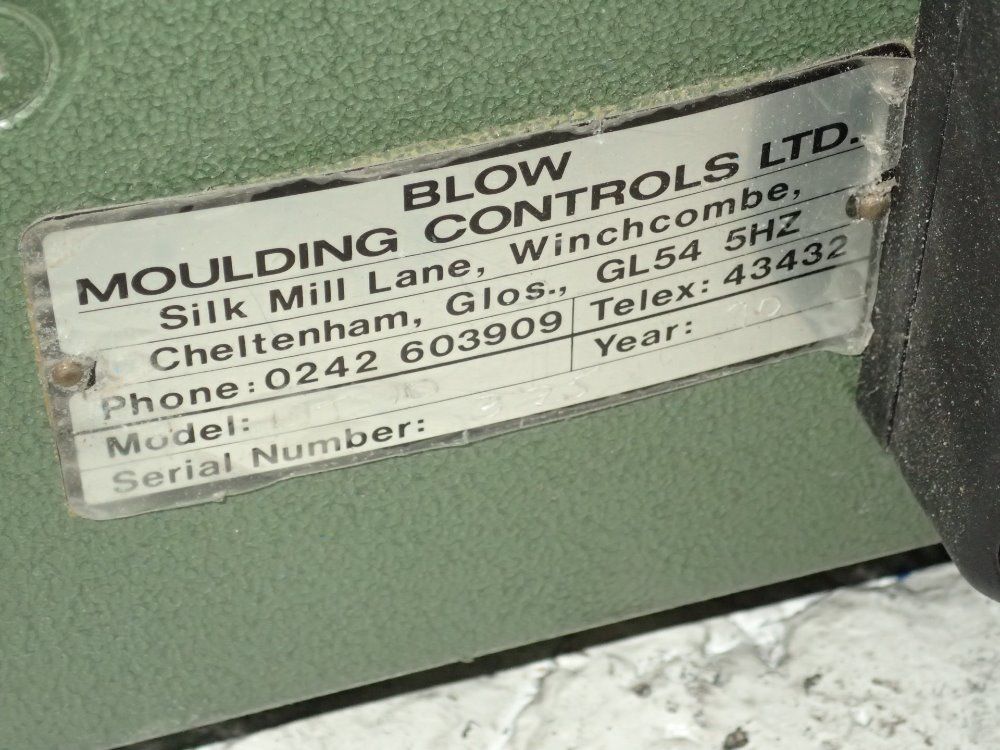 BLOW
MOULDING CONTROLS LTD.
Silk Mill Lane, Winchcombe,
Cheltenham, Glos., GL54 5HZ
Phone: 0242 603909 Telex: 43432
Model: Year:
Serial Number: